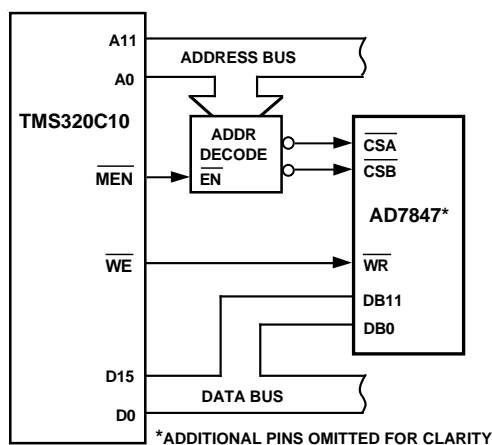 A11
ADDRESS BUS
A0
TMS320C10
ADDR
DECODE
EN
MEN
CSA
CSB
AD7847*
WE
WR
DB11
DB0
D15
DATA BUS
D0
*ADDITIONAL PINS OMITTED FOR CLARITY